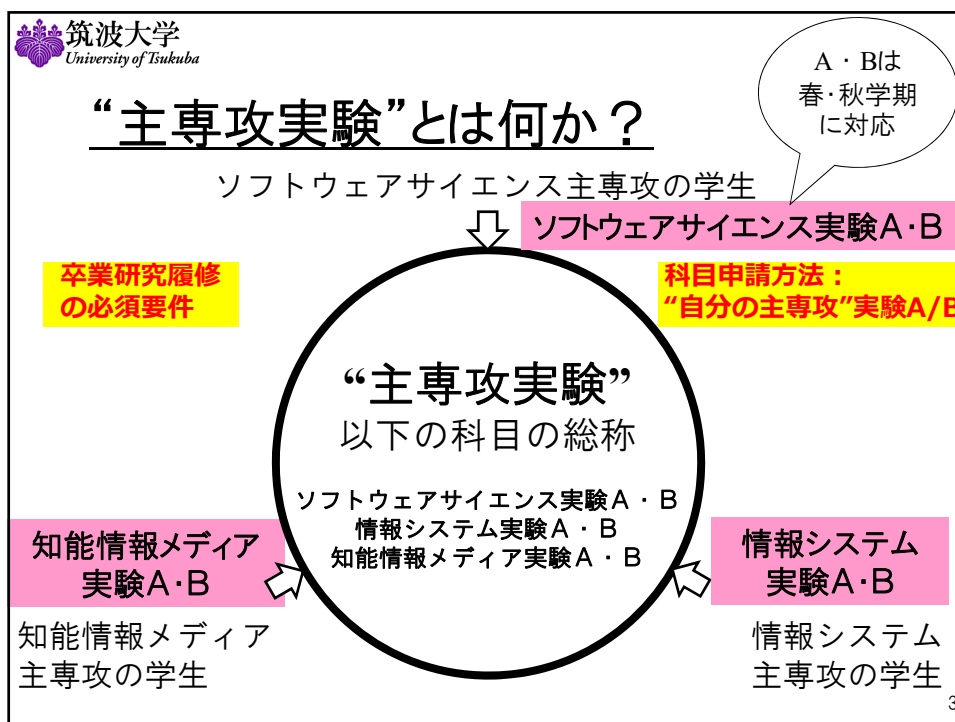 筑波大学
University of Tsukuba
A・Bは
春・秋学期
に対応
“主専攻実験”とは何か？
ソフトウェアサイエンス主専攻の学生
ソフトウェアサイエンス実験A・B
卒業研究履修
の必須要件
科目申請方法：
“自分の主専攻”実験A/B
“主専攻実験”
以下の科目の総称
ソフトウェアサイエンス実験A・B
情報システム実験A・B
知能情報メディア実験A・B
知能情報メディア
実験A・B
情報システム
実験A・B
知能情報メディア
主専攻の学生
情報システム
主専攻の学生
3